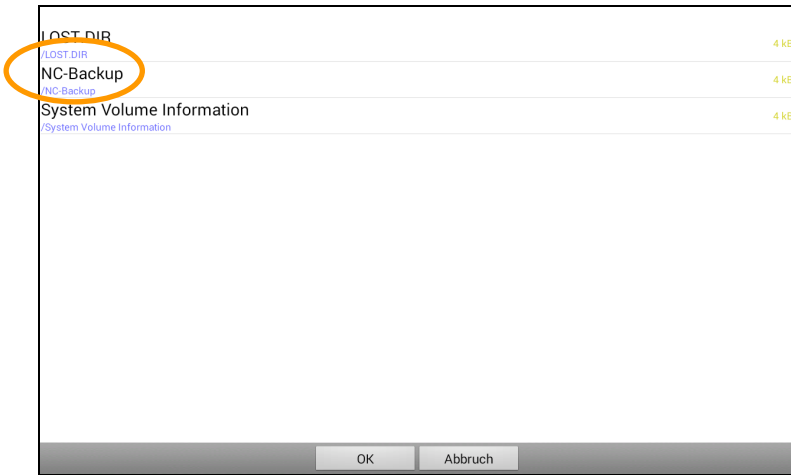 LOST.DIR
/LOST.DIR
4 kB
NC-Backup
/NC-Backup
4 kB
System Volume Information
/System Volume Information
4 kB
OK
Abbruch